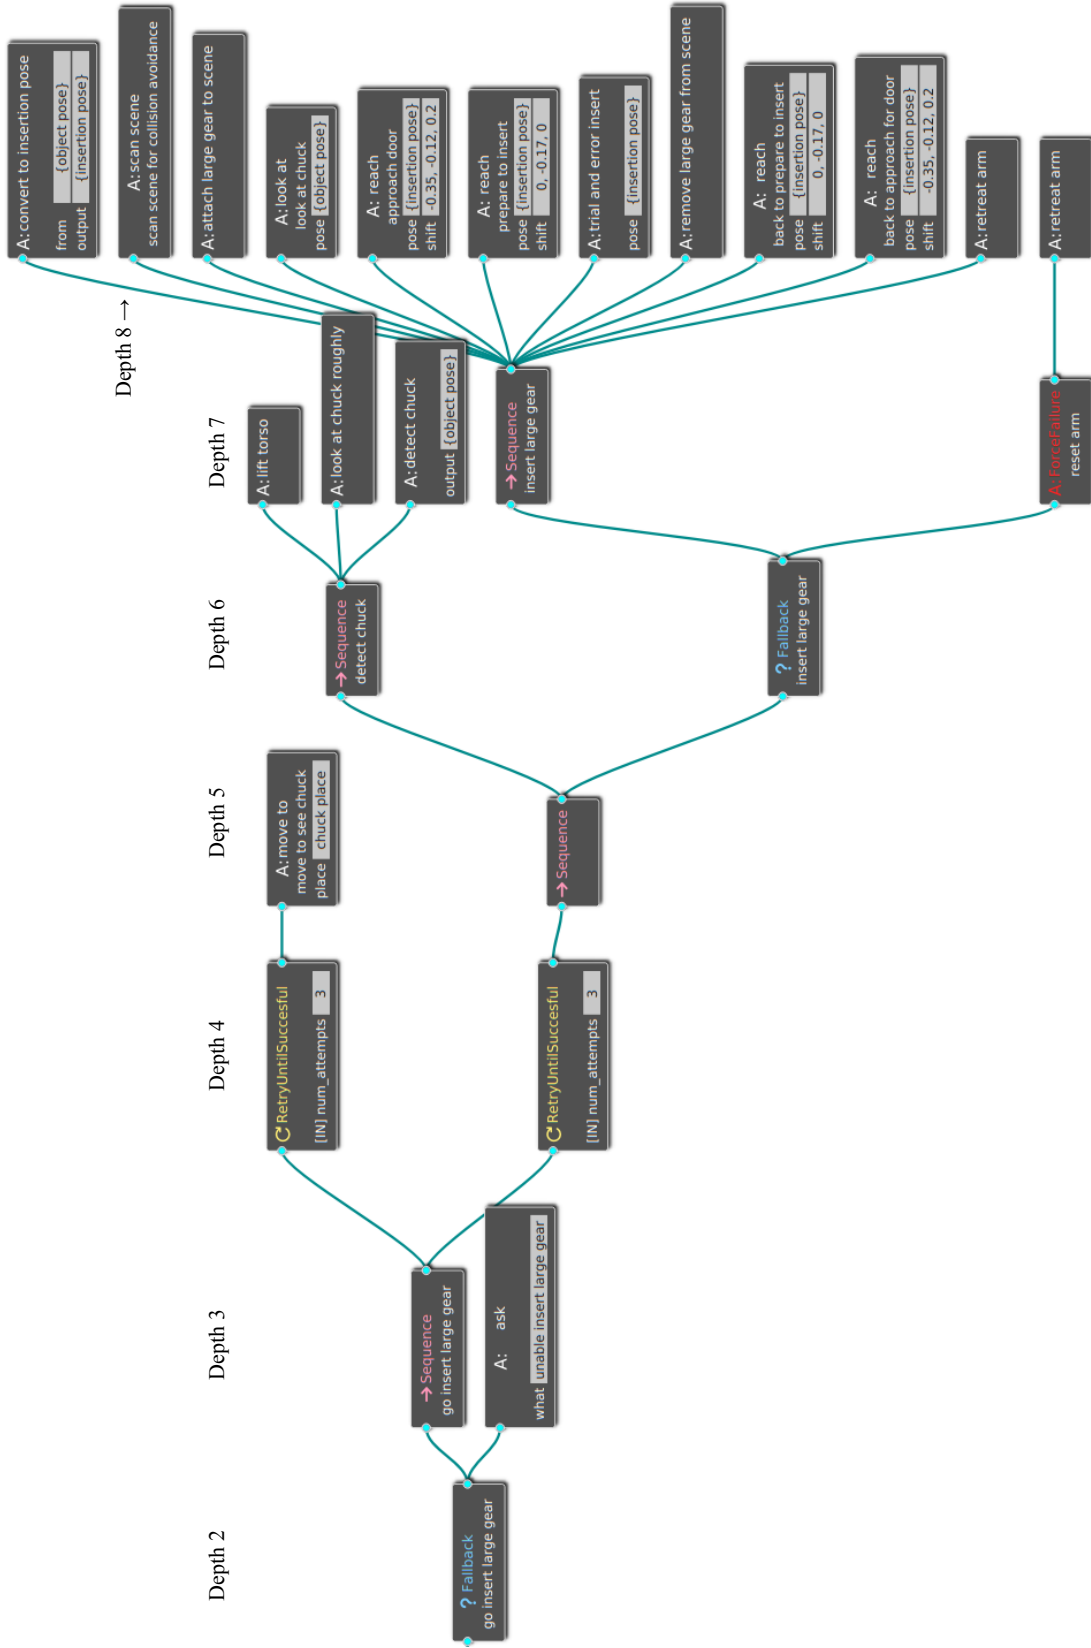 Depth 2
? Fallback
go insert large gear
Depth 3
→ Sequence
go insert large gear
A: ask
what unable insert large gear
Depth 4
RetryUntilSuccesful
[IN] num_attempts 3
RetryUntilSuccesful
[IN] num_attempts 3
Depth 5
A: move to
move to see chuck
place chuck place
→ Sequence
Depth 6
→ Sequence
detect chuck
? Fallback
insert large gear
Depth 7
A: lift torso
A: look at chuck roughly
A: detect chuck
output {object pose}
→ Sequence
insert large gear
A: ForceFailure
reset arm
Depth 8 →
A: convert to insertion pose
from {object pose}
output {insertion pose}
A: scan scene
scan scene for collision avoidance
A: attach large gear to scene
A: look at
look at chuck
pose {object pose}
A: reach
approach door
pose {insertion pose}
shift -0.35, -0.12, 0.2
A: reach
prepare to insert
pose {insertion pose}
shift 0, -0.17, 0
A: trial and error insert
pose {insertion pose}
A: remove large gear from scene
A: reach
back to prepare to insert
pose {insertion pose}
shift 0, -0.17, 0
A: reach
back to approach for door
pose {insertion pose}
shift -0.35, -0.12, 0.2
A: retreat arm
A: retreat arm